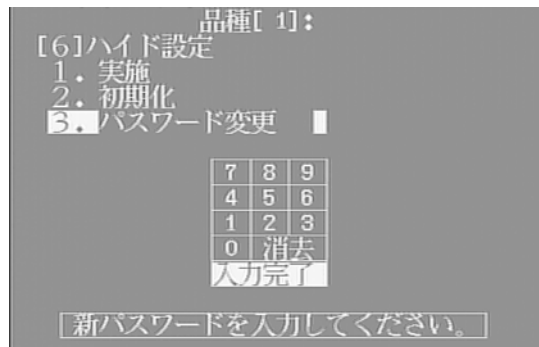 品種[ 1]:
[6]ハイド設定
1. 実施
2. 初期化
3. パスワード変更
7 8 9
4 5 6
1 2 3
0 消去
入力完了
新パスワードを入力してください。